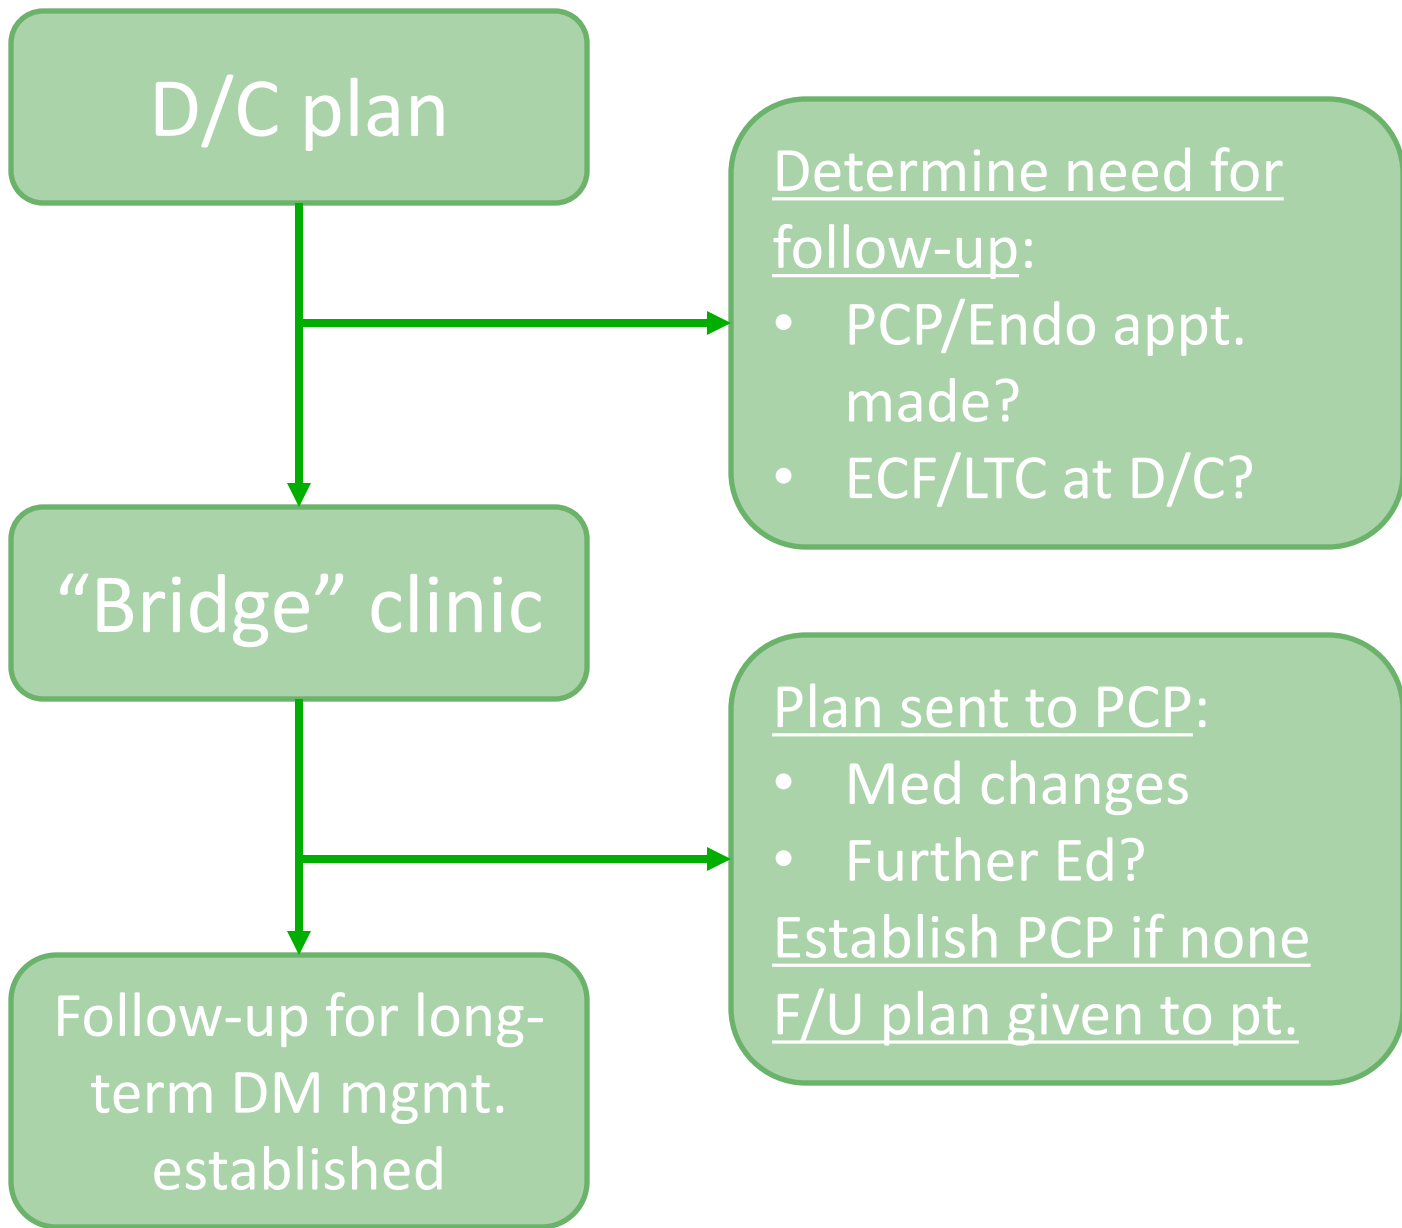 D/C plan
Determine need for
follow-up:
• PCP/Endo appt.
made?
• ECF/LTC at D/C?
“Bridge” clinic
Plan sent to PCP:
• Med changes
• Further Ed?
Establish PCP if none
F/U plan given to pt.
Follow-up for long-
term DM mgmt.
established